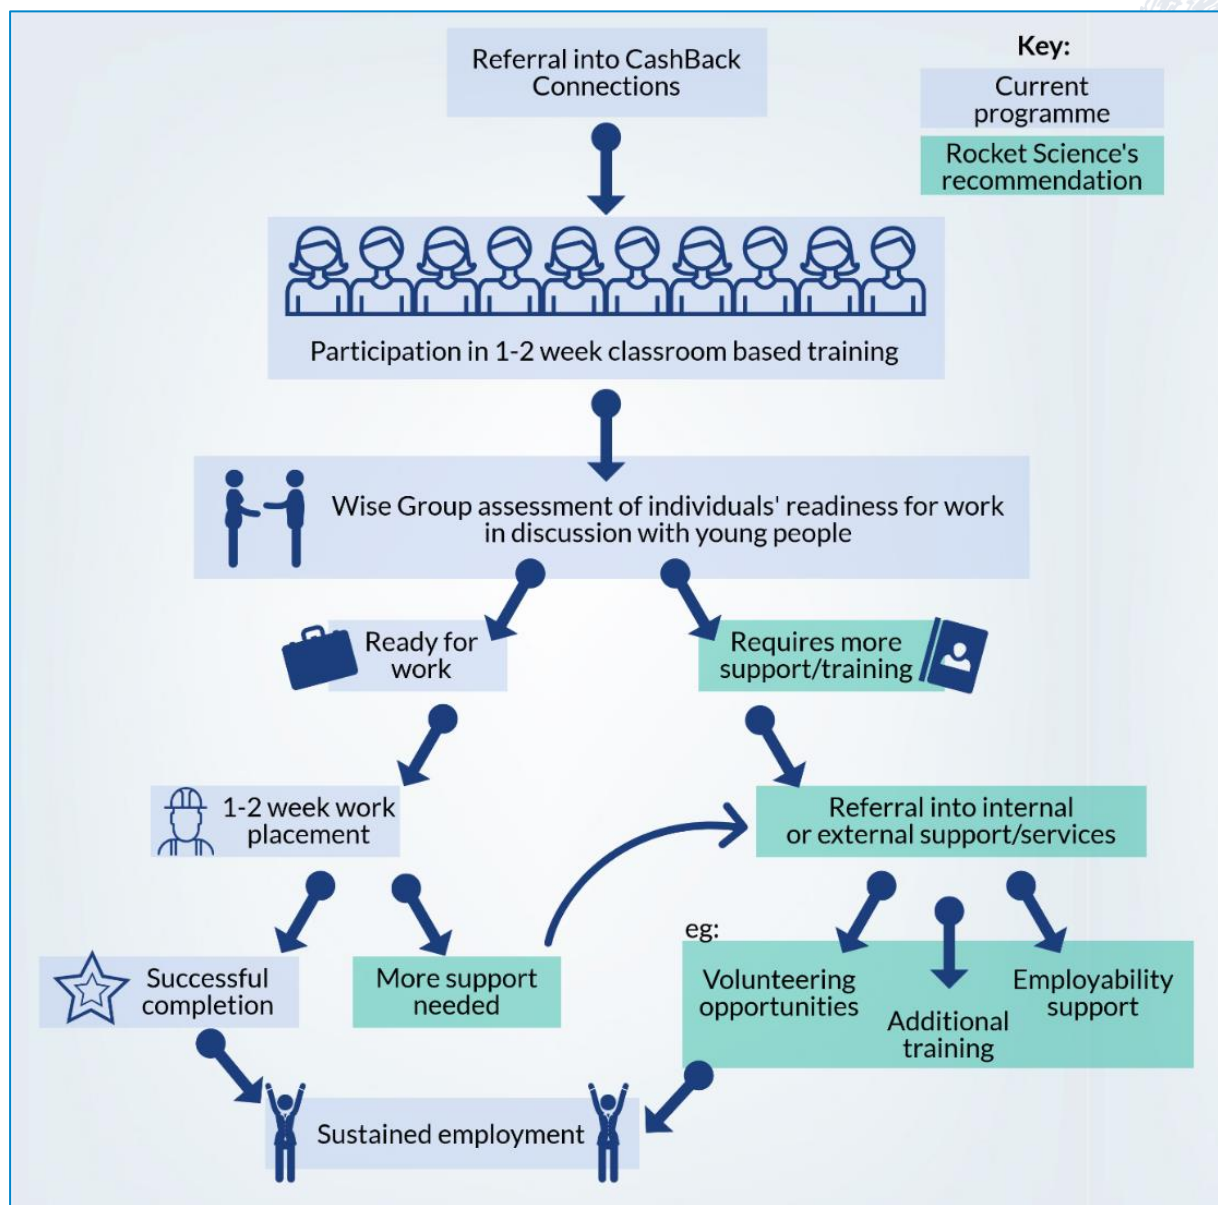 Referral into CashBack
Connections
Key:
Current
programme
Rocket Science's
recommendation
Participation in 1-2 week classroom based training
Wise Group assessment of individuals' readiness for work
in discussion with young people
Ready for
work
Requires more
support/training
1-2 week work
placement
Referral into internal
or external support/services
Successful
completion
More support
needed
eg:
Volunteering
opportunities
Additional
training
Employability
support
Sustained employment